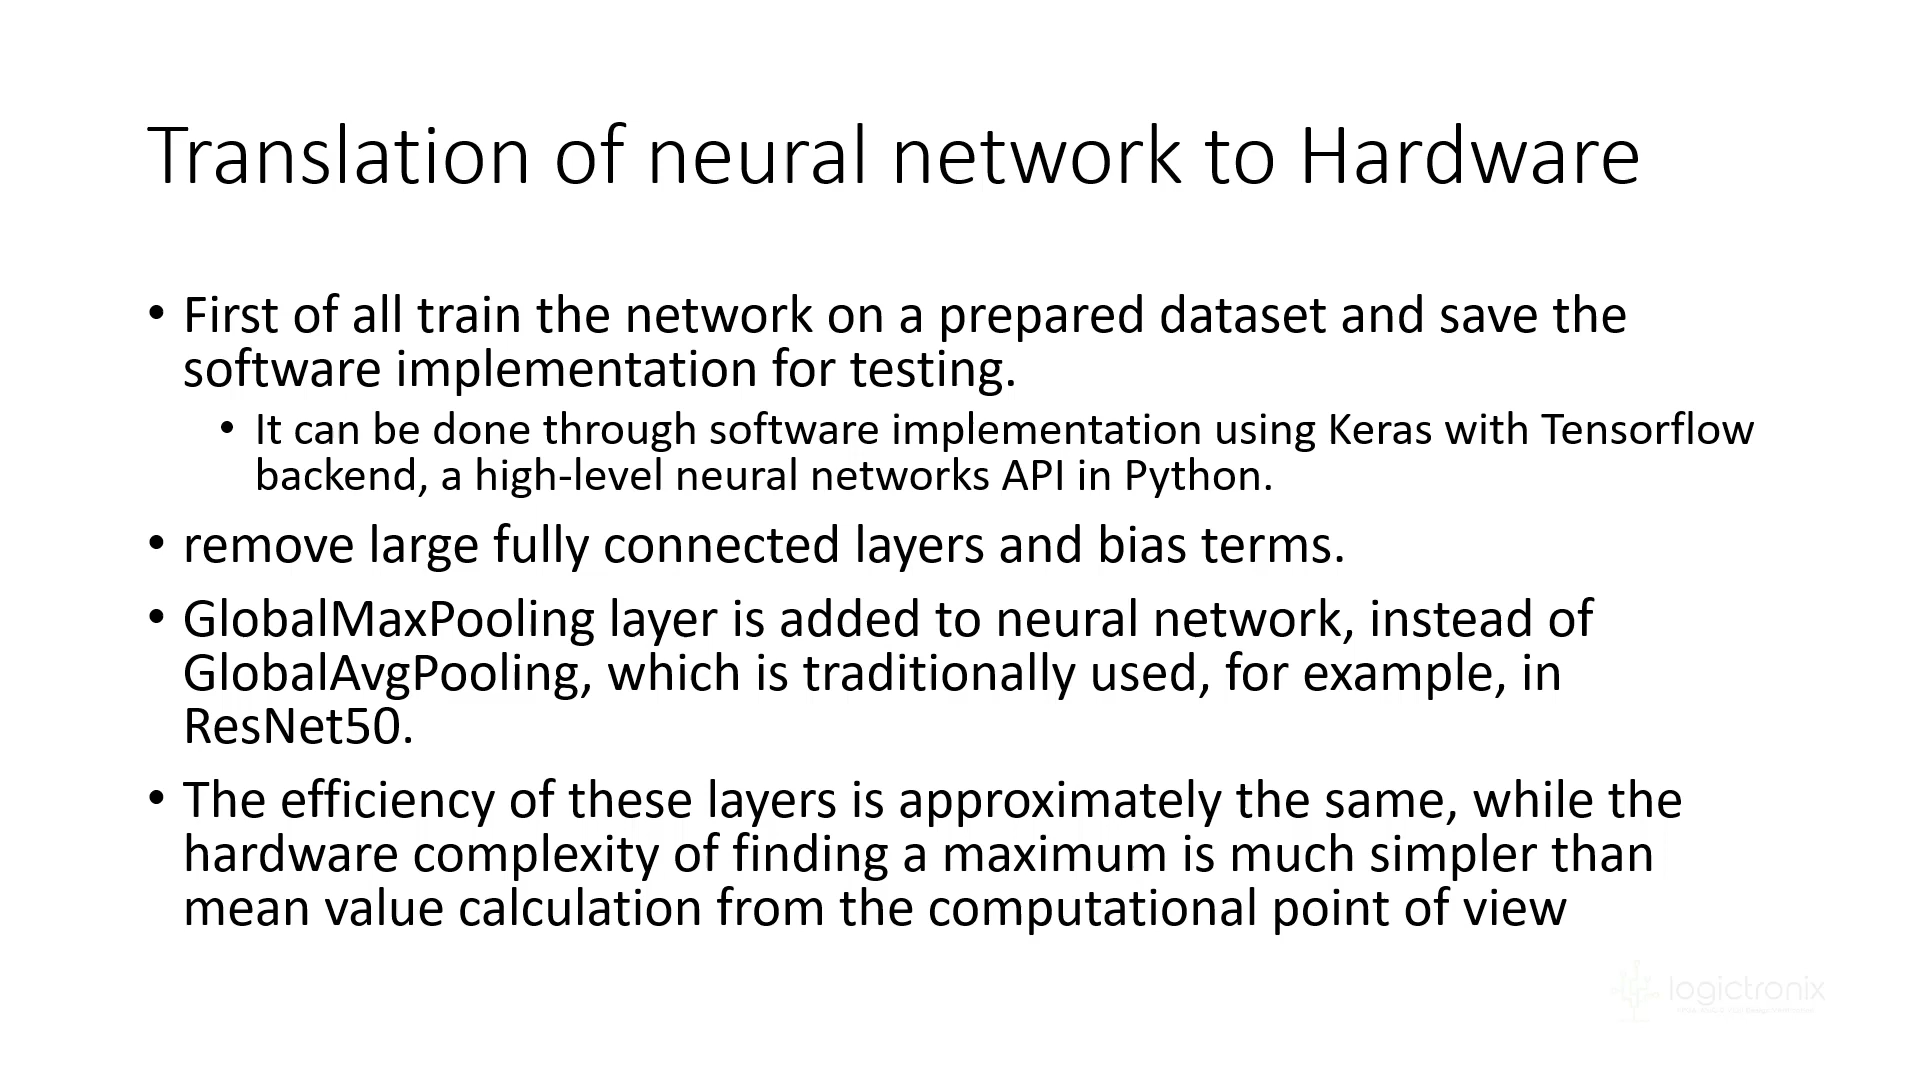 Translation of neural network to Hardware
• First of all train the network on a prepared dataset and save the
software implementation for testing.
• It can be done through software implementation using Keras with Tensorflow
backend, a high-level neural networks API in Python.
• remove large fully connected layers and bias terms.
• GlobalMaxPooling layer is added to neural network, instead of
GlobalAvgPooling, which is traditionally used, for example, in
ResNet50.
• The efficiency of these layers is approximately the same, while the
hardware complexity of finding a maximum is much simpler than
mean value calculation from the computational point of view
logictronix